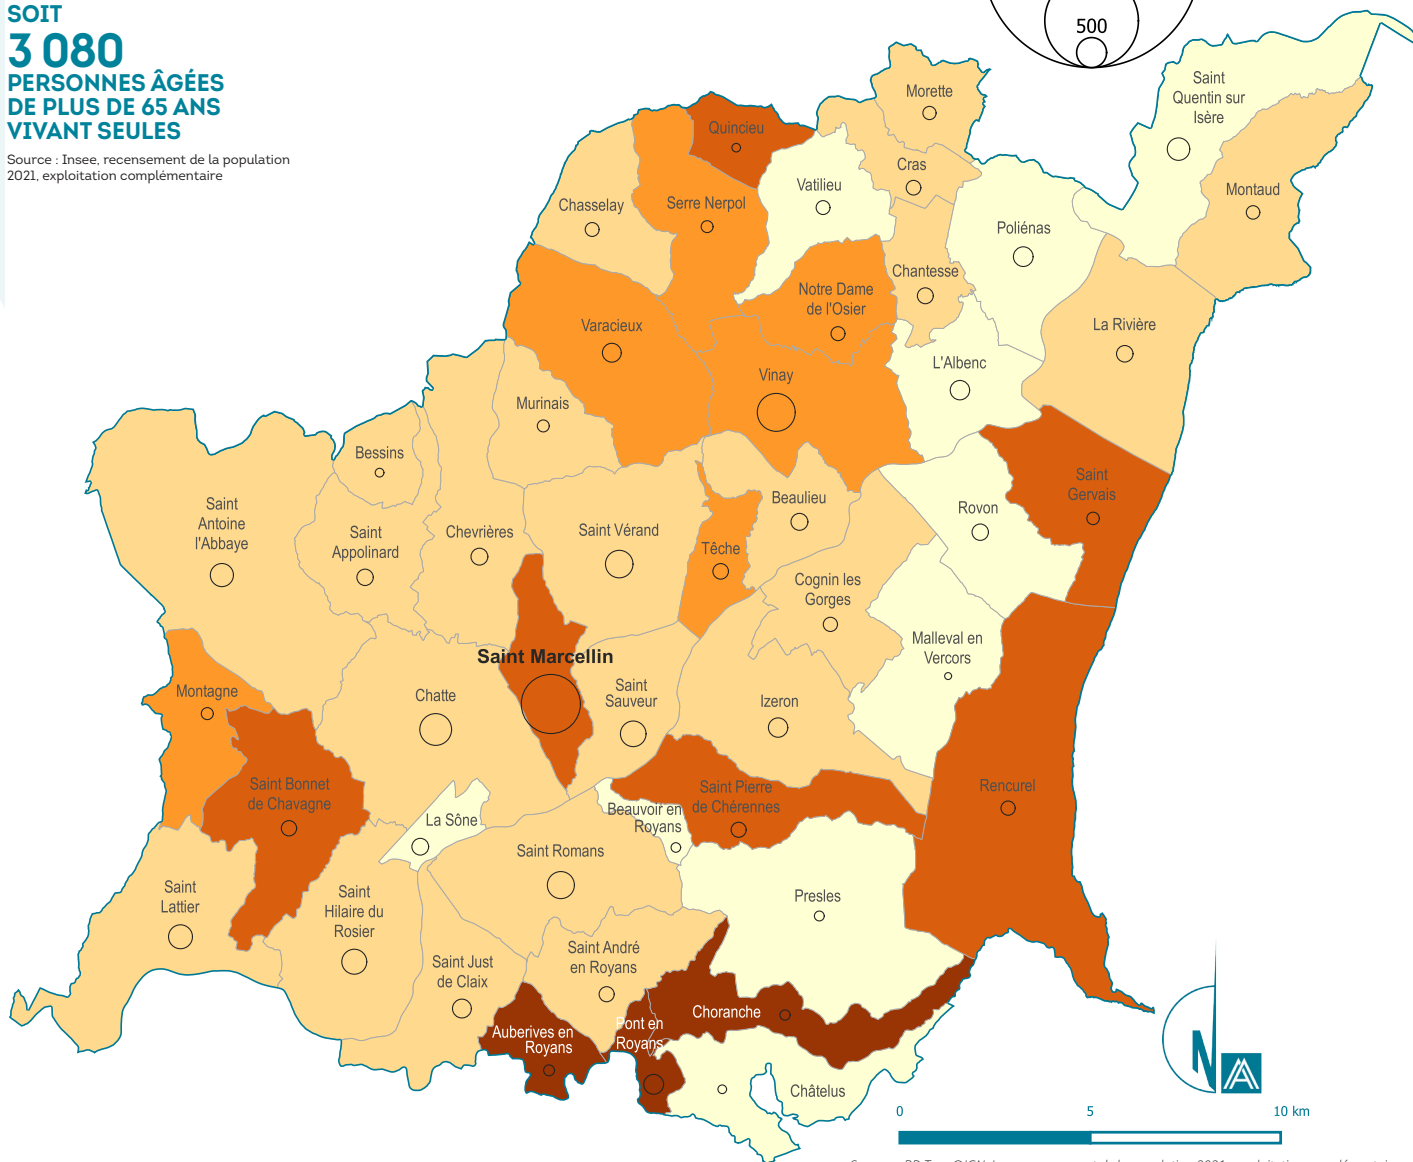 SOIT
3 080
PERSONNES ÂGÉES
DE PLUS DE 65 ANS
VIVANT SEULES
Source : Insee, recensement de la population
2021, exploitation complémentaire
500
Morette
Saint
Quentin sur
Isère
Quincieu
Cras
Vatilieu
Montaud
Chasselay
Serre Nerpol
Poliénas
Chantesse
Notre Dame
de l'Osier
Varacieux
La Rivière
L'Albenc
Vinay
Murinais
Bessins
Saint
Gervais
Beaulieu
Rovon
Saint
Antoine
l'Abbaye
Saint
Appolinard
Chevrières
Saint Vérand
Têche
Cognin les
Gorges
Malleval en
Vercors
Saint Marcellin
Montagne
Chatte
Saint
Sauveur
Izeron
Saint Bonnet
de Chavagne
Saint Pierre
de Chérennes
Rencurel
Beauvoir en
Royans
La Sône
Saint Romans
Presles
Saint
Lattier
Saint
Hilaire du
Rosier
Saint André
en Royans
Saint Just
de Claix
Choranche
Auberives en
Royans
Pont en
Royans
Châtelus
N
0
5
10 km